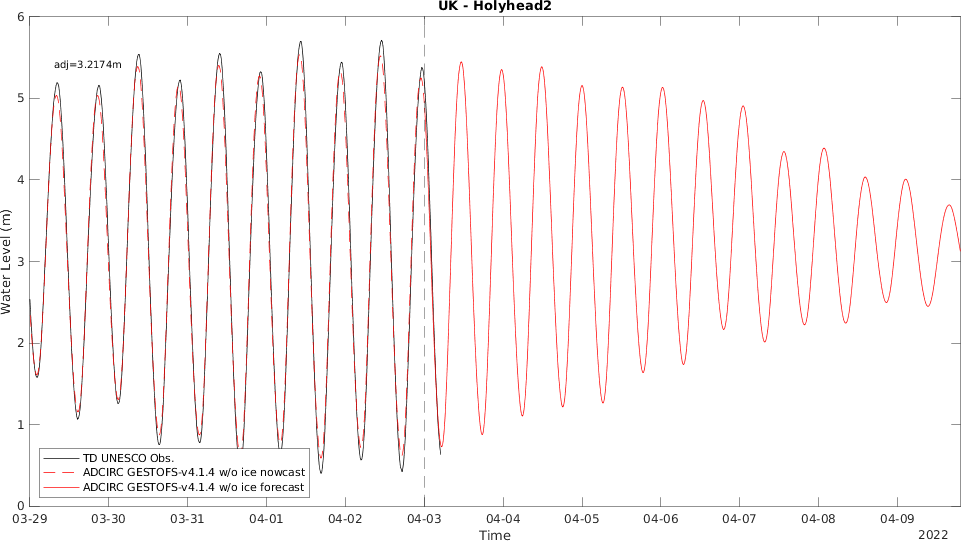 UK - Holyhead2
6
adj=3.2174m
5
4
3
2
1
0
Water Level (m)
TD UNESCO Obs.
ADCIRC GESTOFS-v4.1.4 w/o ice nowcast
ADCIRC GESTOFS-v4.1.4 w/o ice forecast
03-29 03-30 03-31 04-01 04-02 04-03 04-04 04-05 04-06 04-07 04-08 04-09
Time
2022